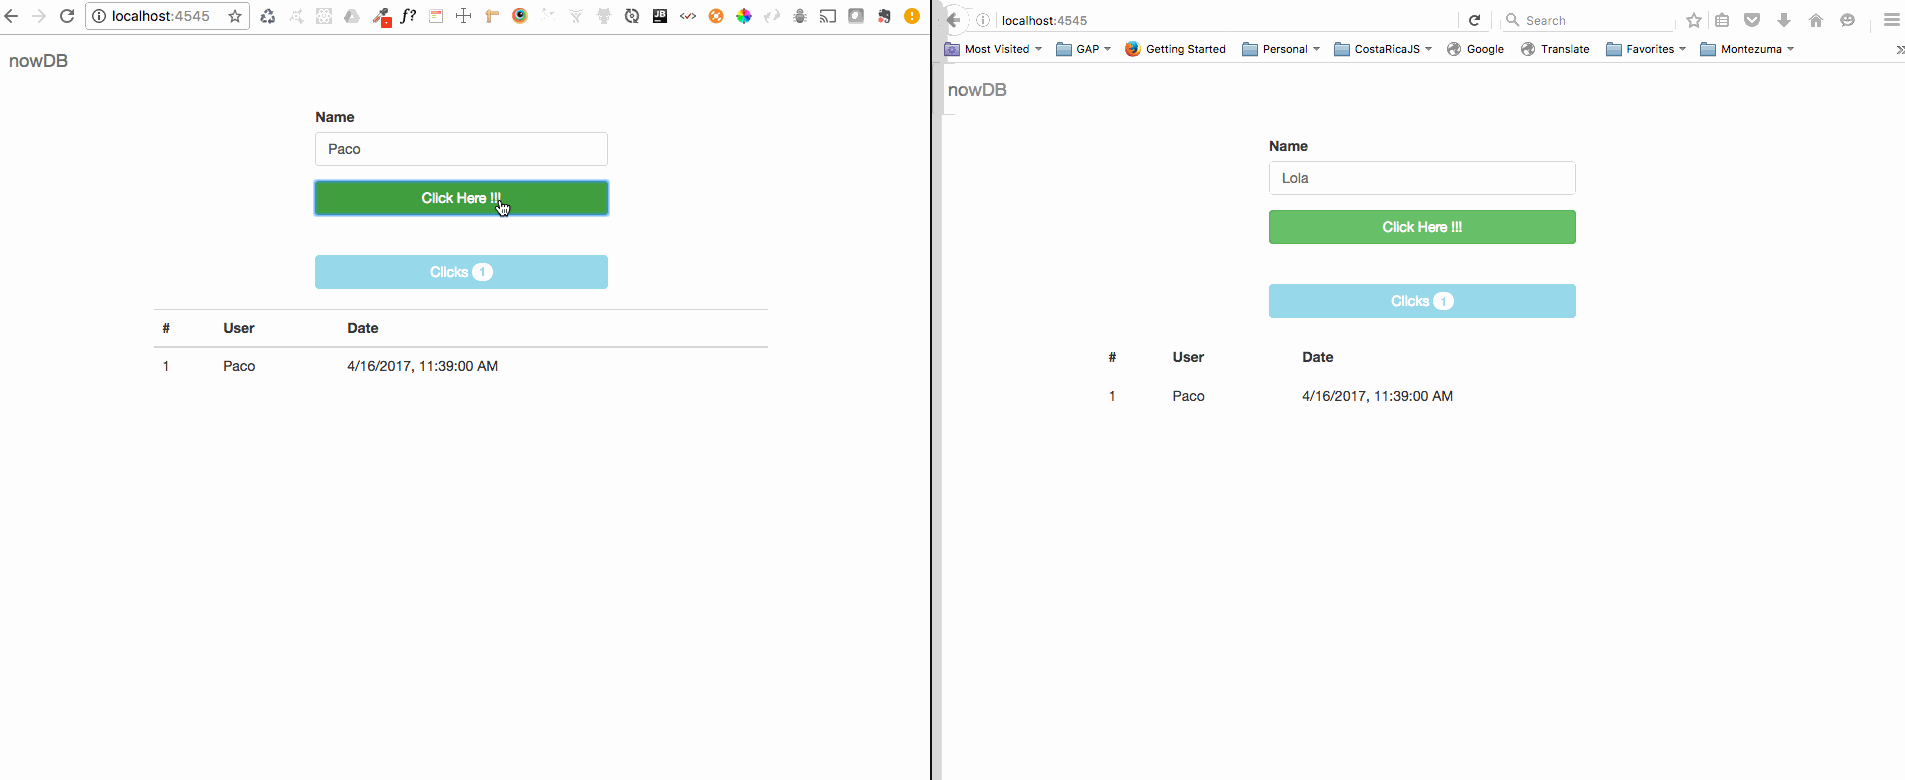 localhost:4545
f?
JB
nowDB
Name
Paco
Click Here !!!
Clicks 1
# User Date
1 Paco 4/16/2017, 11:39:00 AM
localhost:4545
Search
Most Visited GAP Getting Started Personal CostaRicaJS Google Translate Favorites Montezuma
nowDB
Name
Lola
Click Here !!!
Clicks 1
# User Date
1 Paco 4/16/2017, 11:39:00 AM